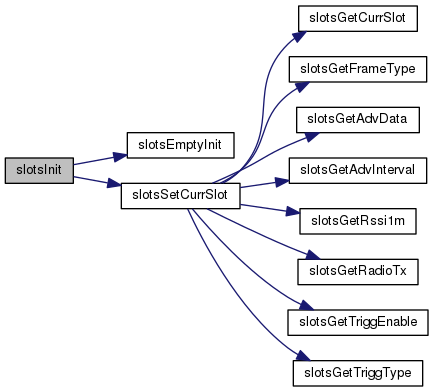 slotsInit
slotsEmptyInit
slotsSetCurrSlot
slotsGetCurrSlot
slotsGetFrameType
slotsGetAdvData
slotsGetAdvInterval
slotsGetRssi1m
slotsGetRadioTx
slotsGetTriggEnable
slotsGetTriggType